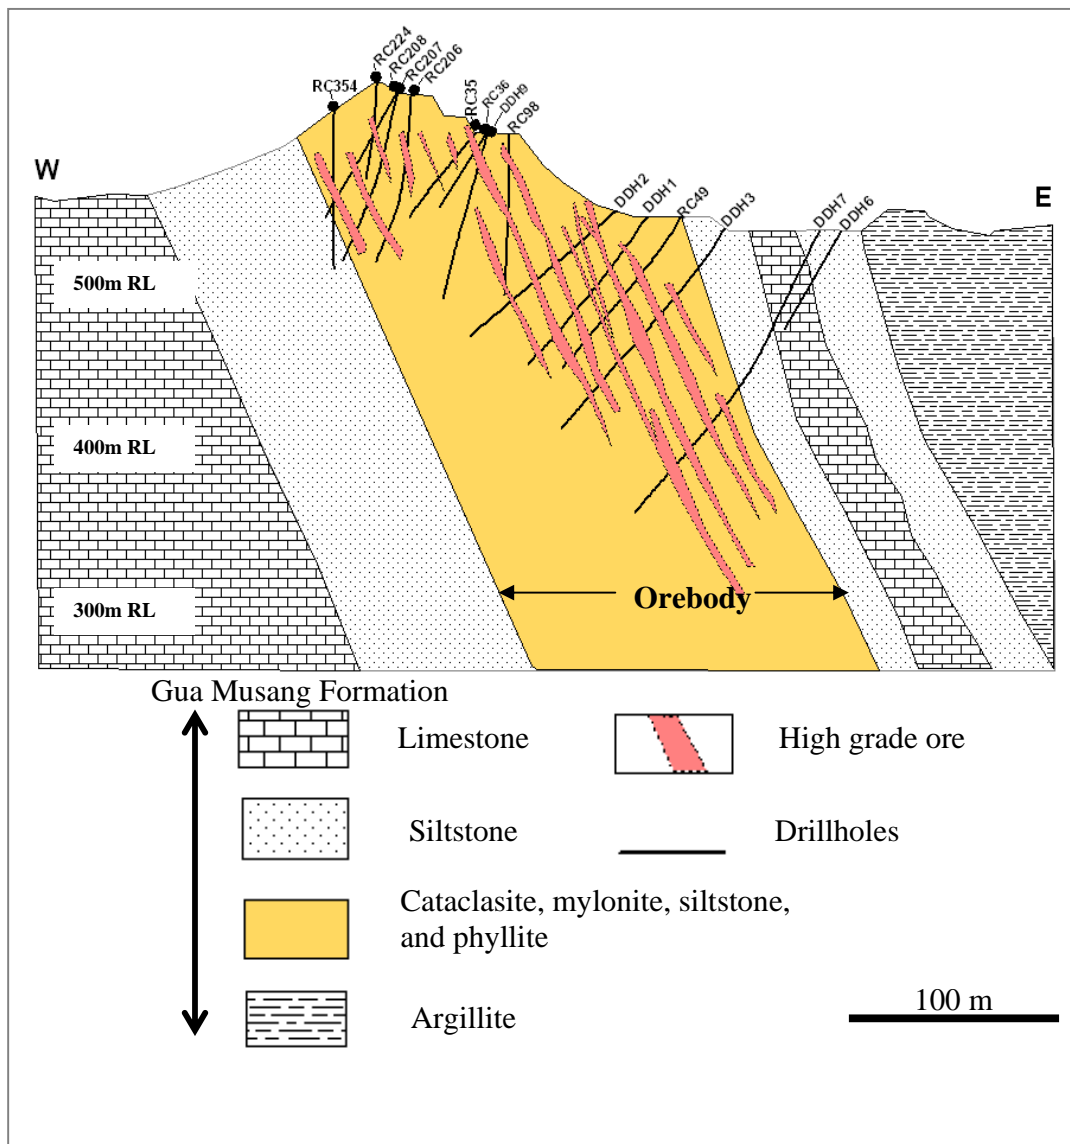 RC224
RC208
RC207
RC206
RC354
RC35
RC36
DDH9
RC98
W
E
DDH2
DDH1
RC49
DDH3
DDH7
DDH6
500m RL
400m RL
300m RL
Orebody
Gua Musang Formation
Limestone
High grade ore
Siltstone
Drillholes
Cataclasite, mylonite, siltstone,
and phyllite
Argillite
100 m